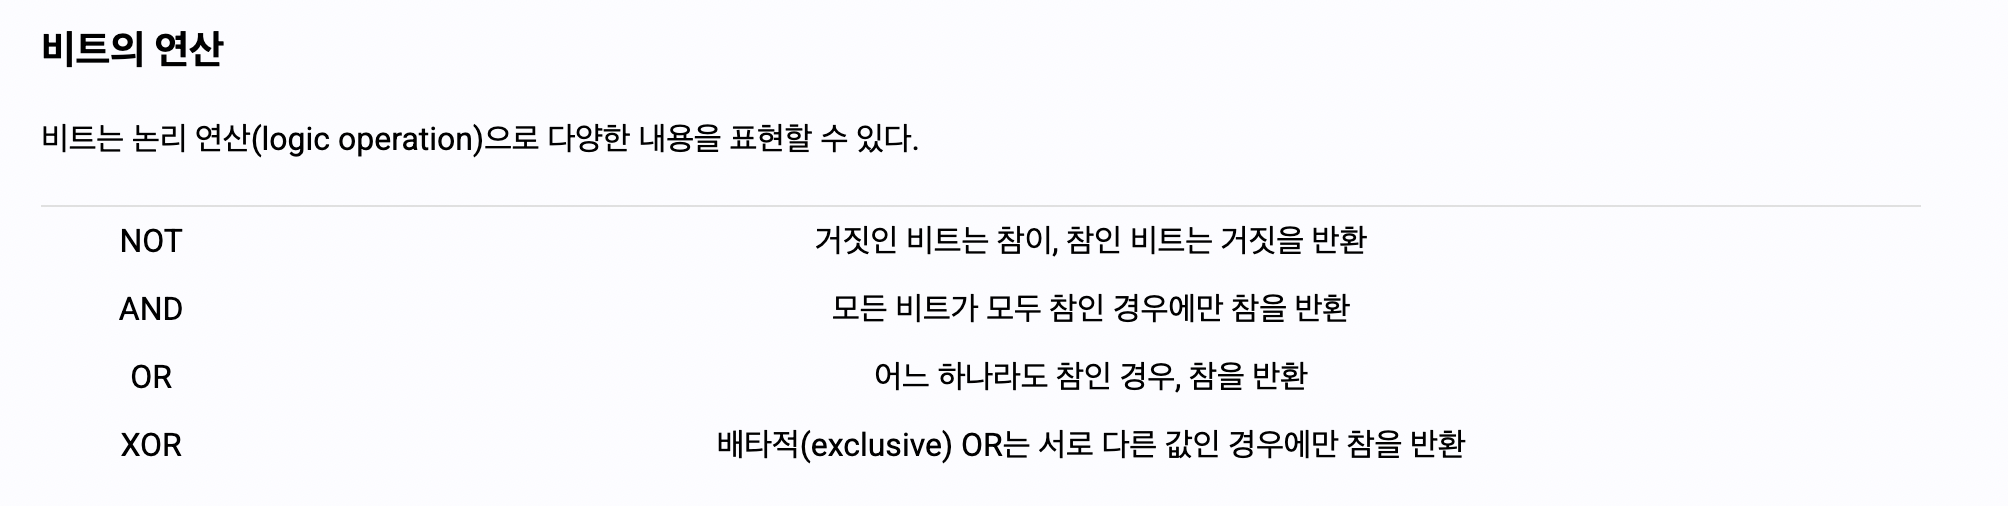 비트의 연산
비트는 논리 연산(logic operation)으로 다양한 내용을 표현할 수 있다.
NOT 거짓인 비트는 참이, 참인 비트는 거짓을 반환
AND 모든 비트가 모두 참인 경우에만 참을 반환
OR 어느 하나라도 참인 경우, 참을 반환
XOR 배타적(exclusive) OR는 서로 다른 값인 경우에만 참을 반환